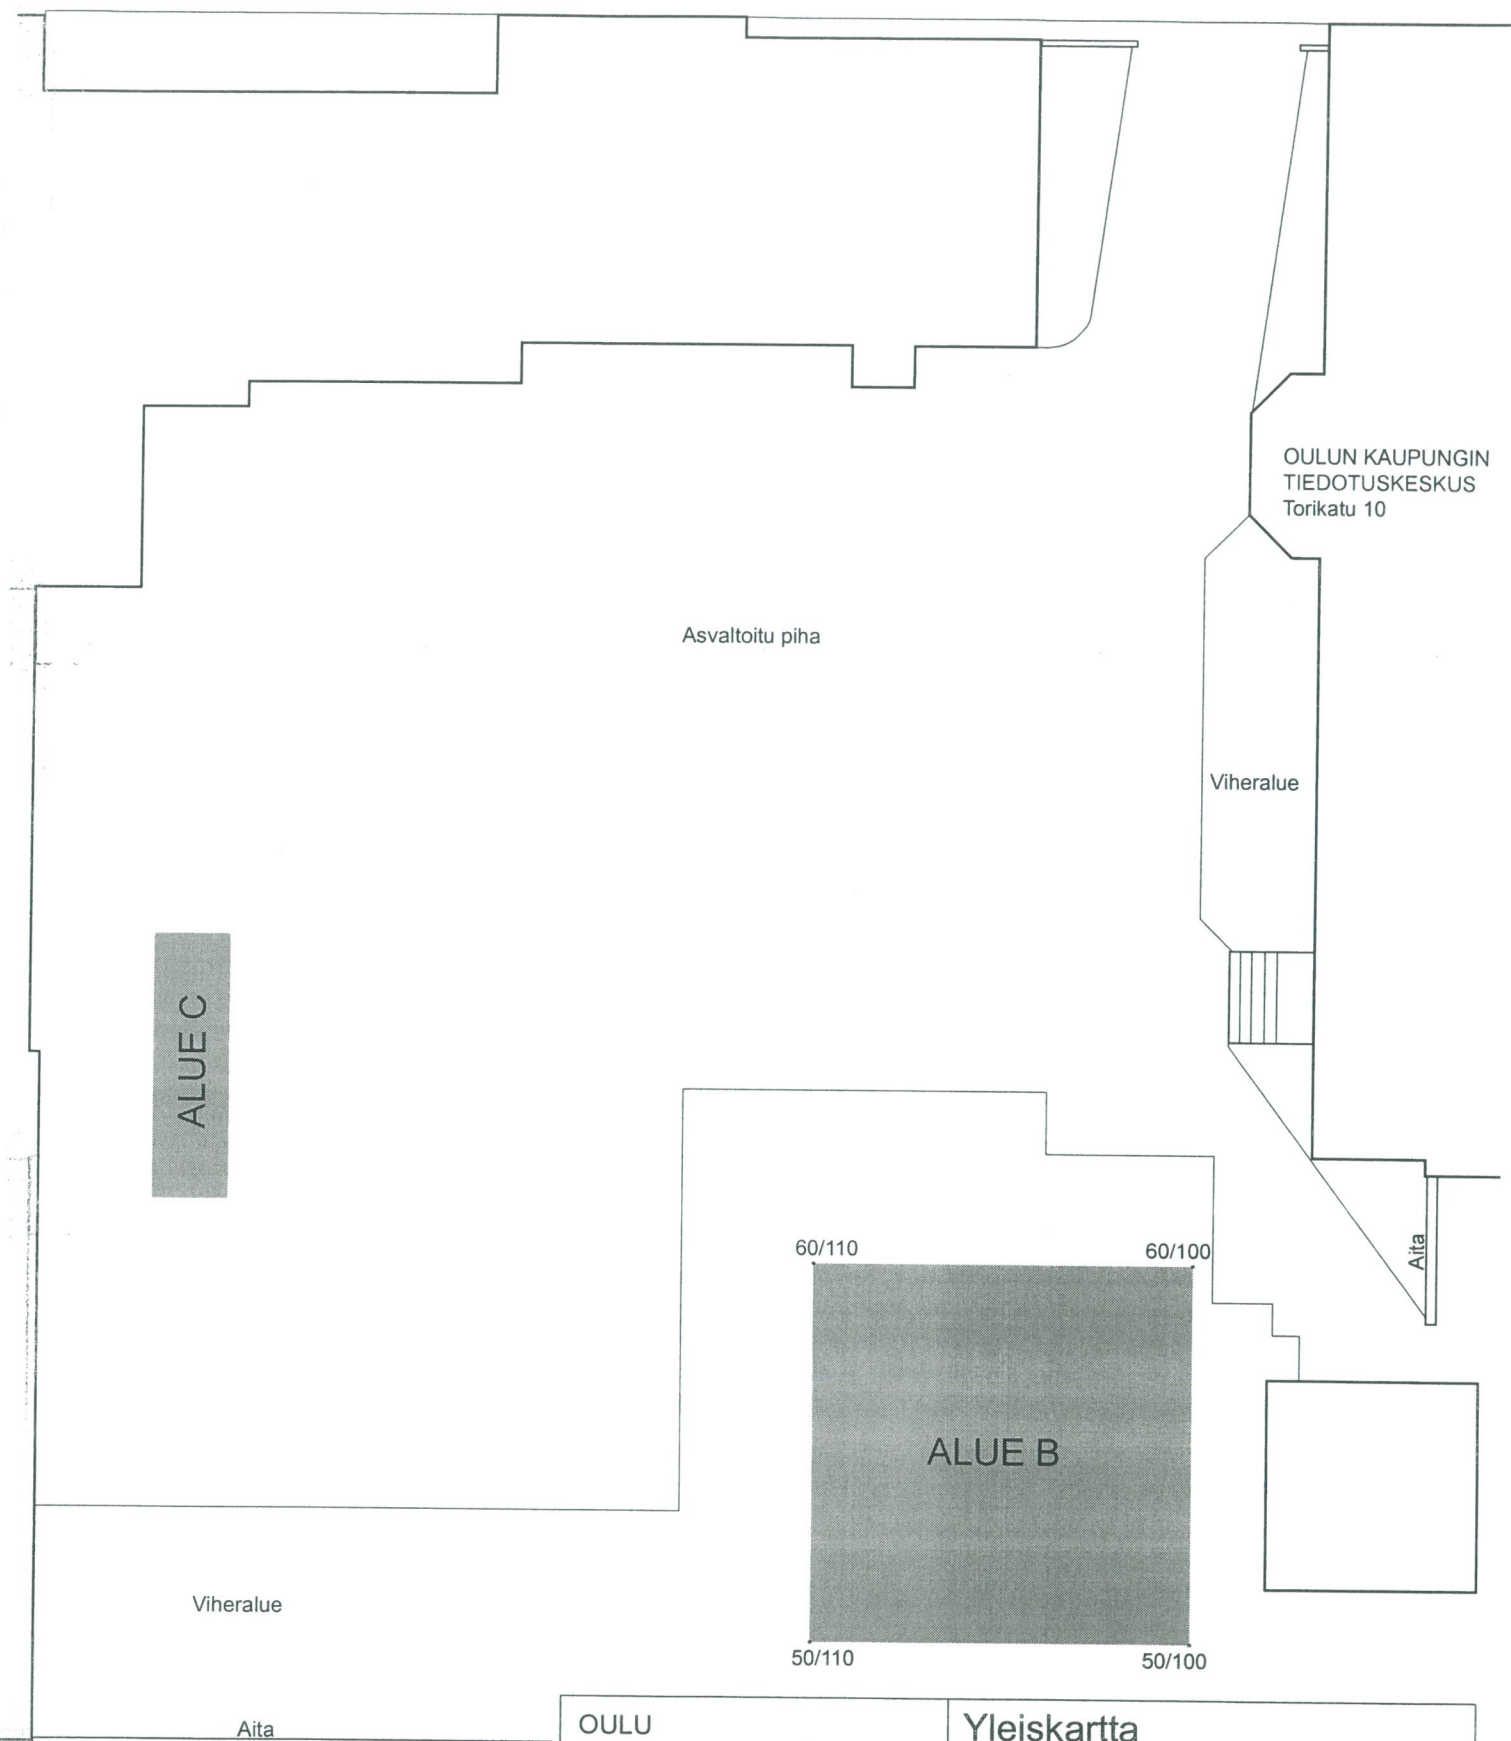 OULUN KAUPUNGIN
TIEDOTUSKESKUS
Torikatu 10
Asvaltoitu piha
Viheralue
ALUE C
60/110
60/100
Aita
ALUE B
Viheralue
50/110
50/100
Aita
OULU
Yleiskartta